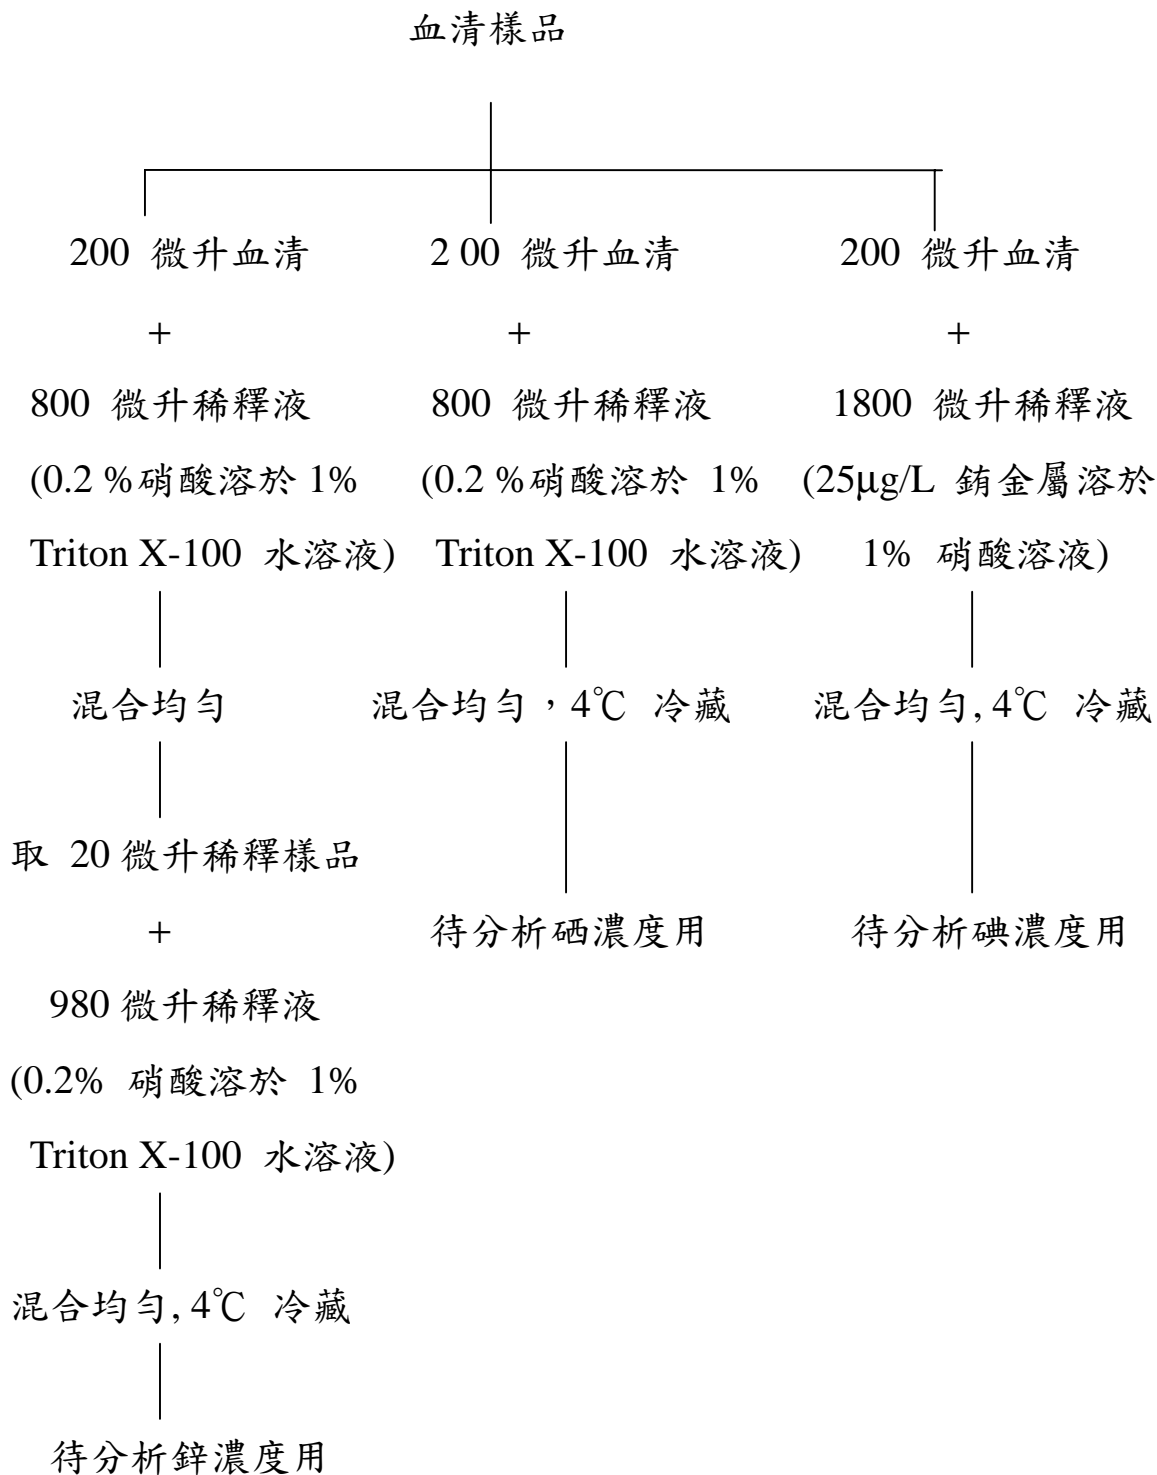 血清樣品
200 微升血清
+
800 微升稀釋液
(0.2 %硝酸溶於 1%
Triton X-100 水溶液)
混合均勻
取 20 微升稀釋樣品
+
980 微升稀釋液
(0.2% 硝酸溶於 1%
Triton X-100 水溶液)
混合均勻, 4℃ 冷藏
待分析鋅濃度用
2 00 微升血清
+
800 微升稀釋液
(0.2 %硝酸溶於 1%
Triton X-100 水溶液)
混合均勻，4℃ 冷藏
待分析硒濃度用
200 微升血清
+
1800 微升稀釋液
(25μg/L 銪金屬溶於
1% 硝酸溶液)
混合均勻, 4℃ 冷藏
待分析碘濃度用